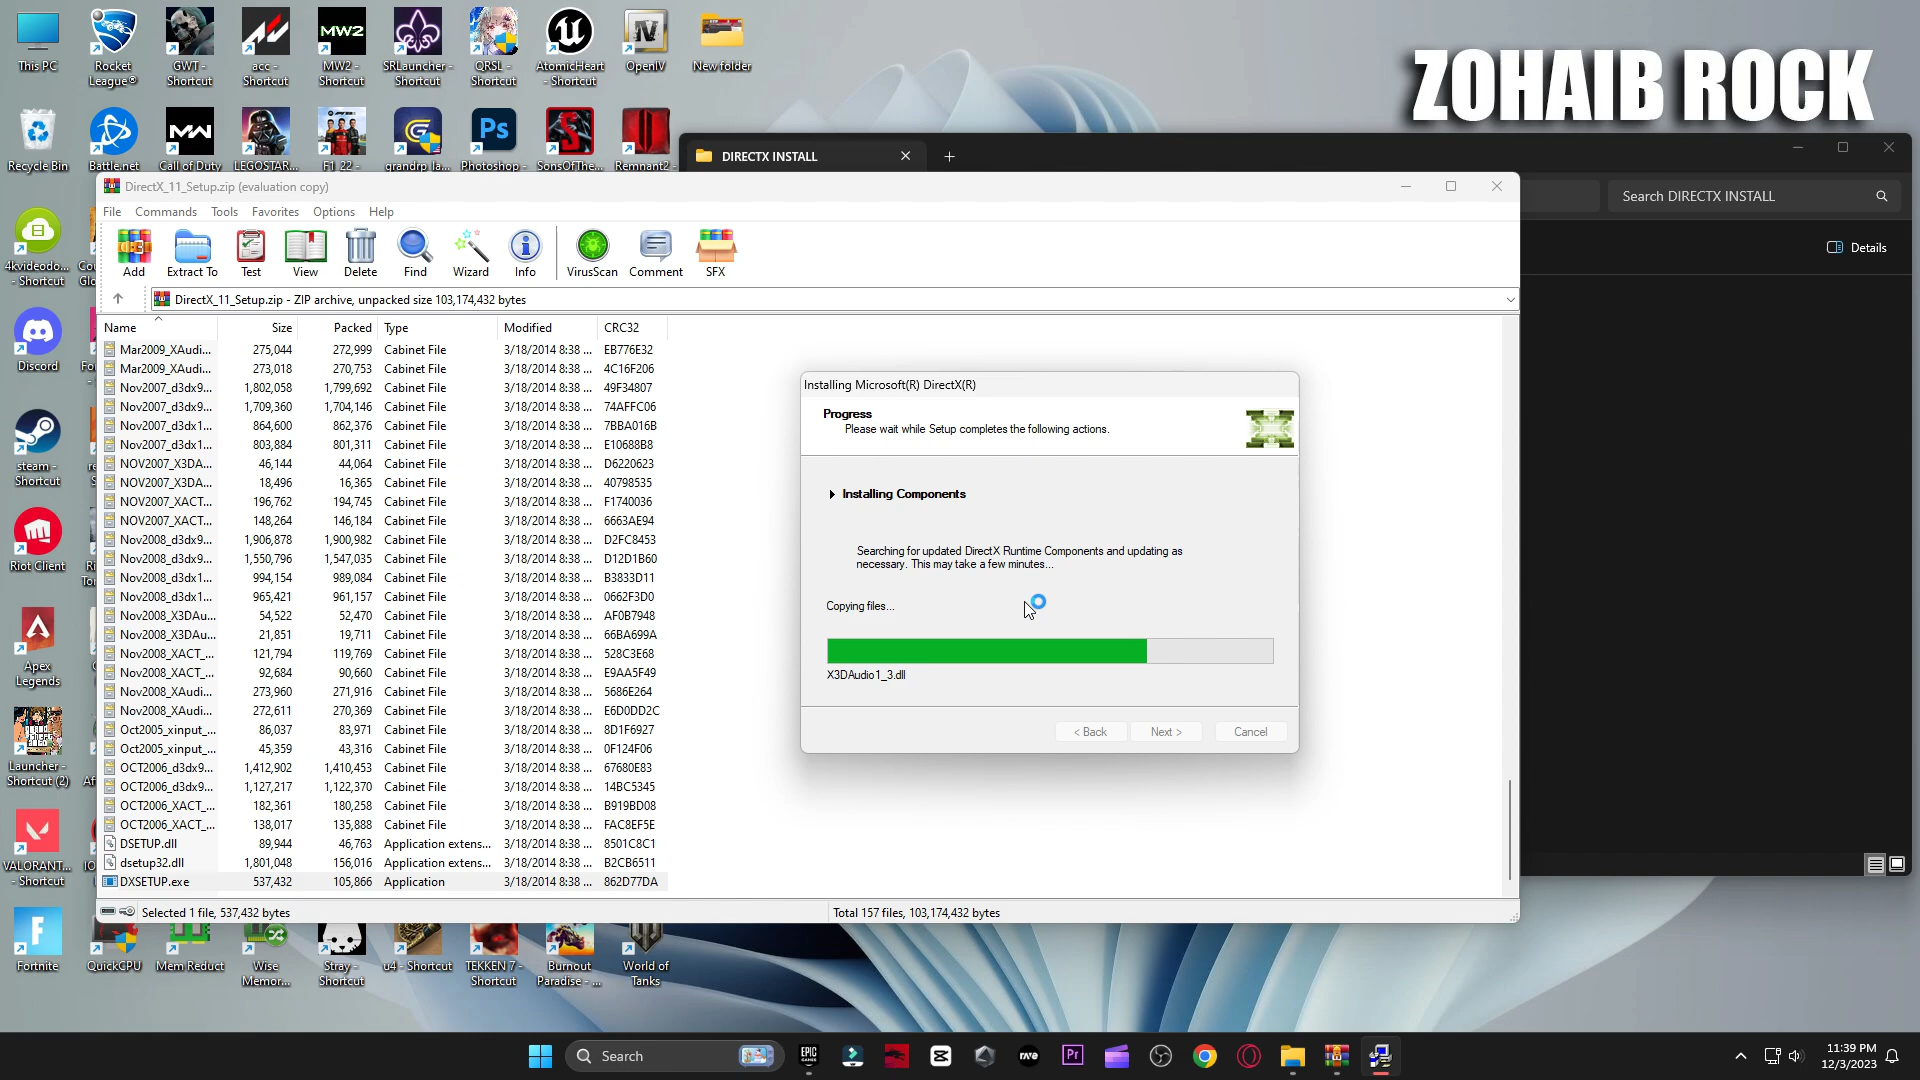 This PC
Rocket League®
GWT - Shortcut
acc - Shortcut
MW2
MW2 - Shortcut
SRLauncher - Shortcut
QRSL - Shortcut
AtomicHeart - Shortcut
OpenIV
New folder
ZOHAIB ROCK
Recycle Bin
Battle.net
Call of Duty
LEGOSTAR...
F1_22 -
grandrp_la...
Ps
Photoshop -
SonsOfThe...
Remnant2 -
DIRECTX INSTALL
Search DIRECTX INSTALL
Details
DirectX_11_Setup.zip (evaluation copy)
File Commands Tools Favorites Options Help
Add Extract To Test View Delete Find Wizard Info VirusScan Comment SFX
DirectX_11_Setup.zip - ZIP archive, unpacked size 103,174,432 bytes
Name Size Packed Type Modified CRC32
Mar2009_XAudi... 275,044 272,999 Cabinet File 3/18/2014 8:38 ... EB776E32
Mar2009_XAudi... 273,018 270,753 Cabinet File 3/18/2014 8:38 ... 4C16F206
Nov2007_d3dx9... 1,802,058 1,799,692 Cabinet File 3/18/2014 8:38 ... 49F34807
Nov2007_d3dx9... 1,709,360 1,704,146 Cabinet File 3/18/2014 8:38 ... 74AFFC06
Nov2007_d3dx1... 864,600 862,376 Cabinet File 3/18/2014 8:38 ... 7BBA016B
Nov2007_d3dx1... 803,884 801,311 Cabinet File 3/18/2014 8:38 ... E10688B8
NOV2007_X3DA... 46,144 44,064 Cabinet File 3/18/2014 8:38 ... D6220623
NOV2007_X3DA... 18,496 16,365 Cabinet File 3/18/2014 8:38 ... 40798535
NOV2007_XACT... 196,762 194,745 Cabinet File 3/18/2014 8:38 ... F1740036
NOV2007_XACT... 148,264 146,184 Cabinet File 3/18/2014 8:38 ... 6663AE94
Nov2008_d3dx9... 1,906,878 1,900,982 Cabinet File 3/18/2014 8:38 ... D2FC8453
Nov2008_d3dx9... 1,550,796 1,547,035 Cabinet File 3/18/2014 8:38 ... D12D1B60
Nov2008_d3dx1... 994,154 989,084 Cabinet File 3/18/2014 8:38 ... B3833D11
Nov2008_d3dx1... 965,421 961,157 Cabinet File 3/18/2014 8:38 ... 0662F3D0
Nov2008_X3DAu... 54,522 52,470 Cabinet File 3/18/2014 8:38 ... AF0B7948
Nov2008_X3DAu... 21,851 19,711 Cabinet File 3/18/2014 8:38 ... 66BA699A
Nov2008_XACT_... 121,794 119,769 Cabinet File 3/18/2014 8:38 ... 528C3E68
Nov2008_XACT_... 92,684 90,660 Cabinet File 3/18/2014 8:38 ... E9AA5F49
Nov2008_XAudi... 273,960 271,916 Cabinet File 3/18/2014 8:38 ... 5686E264
Nov2008_XAudi... 272,611 270,369 Cabinet File 3/18/2014 8:38 ... E6D0DD2C
Oct2005_xinput_... 86,037 83,971 Cabinet File 3/18/2014 8:38 ... 8D1F6927
Oct2005_xinput_... 45,359 43,316 Cabinet File 3/18/2014 8:38 ... 0F124F06
OCT2006_d3dx9... 1,412,902 1,410,453 Cabinet File 3/18/2014 8:38 ... 67680E83
OCT2006_d3dx9... 1,127,217 1,122,370 Cabinet File 3/18/2014 8:38 ... 14BC5345
OCT2006_XACT_... 182,361 180,258 Cabinet File 3/18/2014 8:38 ... B919BD08
OCT2006_XACT_... 138,017 135,888 Cabinet File 3/18/2014 8:38 ... FAC8EF5E
DSETUP.dll 89,944 46,763 Application extens... 3/18/2014 8:38 ... 8501C8C1
dsetup32.dll 1,801,048 156,016 Application extens... 3/18/2014 8:38 ... B2CB6511
DXSETUP.exe 537,432 105,866 Application 3/18/2014 8:38 ... 862D77DA
Selected 1 file, 537,432 bytes
Total 157 files, 103,174,432 bytes
Installing Microsoft(R) DirectX(R)
Progress
Please wait while Setup completes the following actions.
Installing Components
Searching for updated DirectX Runtime Components and updating as
necessary. This may take a few minutes...
Copying files...
X3DAudio1_3.dll
< Back Next > Cancel
4kvideodo... - Shortcut
Discord
steam - Shortcut
Riot Client
Apex Legends
Launcher - Shortcut (2)
VALORANT... - Shortcut
Fortnite
QuickCPU
Mem Reduct
Wise Memor...
Stray - Shortcut
u4 - Shortcut
TEKKEN 7 - Shortcut
Burnout Paradise - ...
World of Tanks
Search
EPIC GAMES
Pr
11:39 PM
12/3/2023